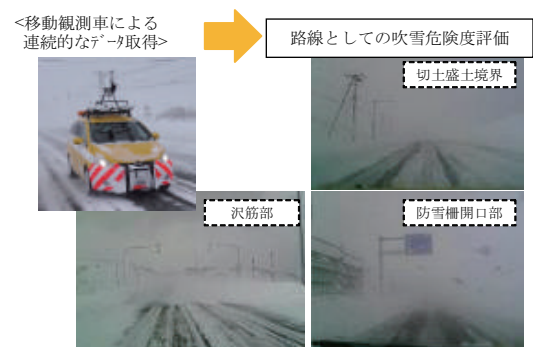 <移動観測車による
連続的なデータ取得>
路線としての吹雪危険度評価
切土盛土境界
沢筋部
防雪柵開口部